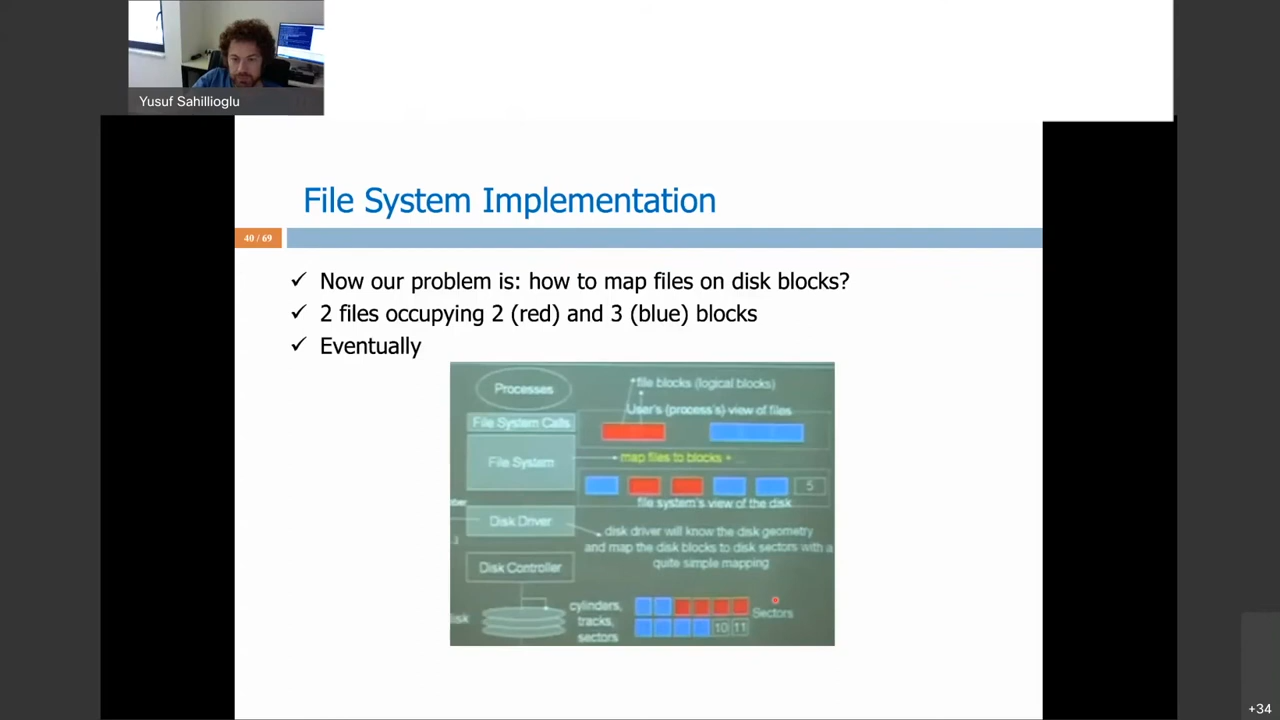 Yusuf Sahillioglu
File System Implementation
40 / 69
✓ Now our problem is: how to map files on disk blocks?
✓ 2 files occupying 2 (red) and 3 (blue) blocks
✓ Eventually
Processes
file blocks (logical blocks)
User's (process's) view of files
File System Calls
File System
map files to blocks +
5
file system's view of the disk
Disk Driver
disk driver will know the disk geometry
and map the disk blocks to disk sectors with a
quite simple mapping
Disk Controller
cylinders,
tracks,
sectors
Sectors
10 11
+34